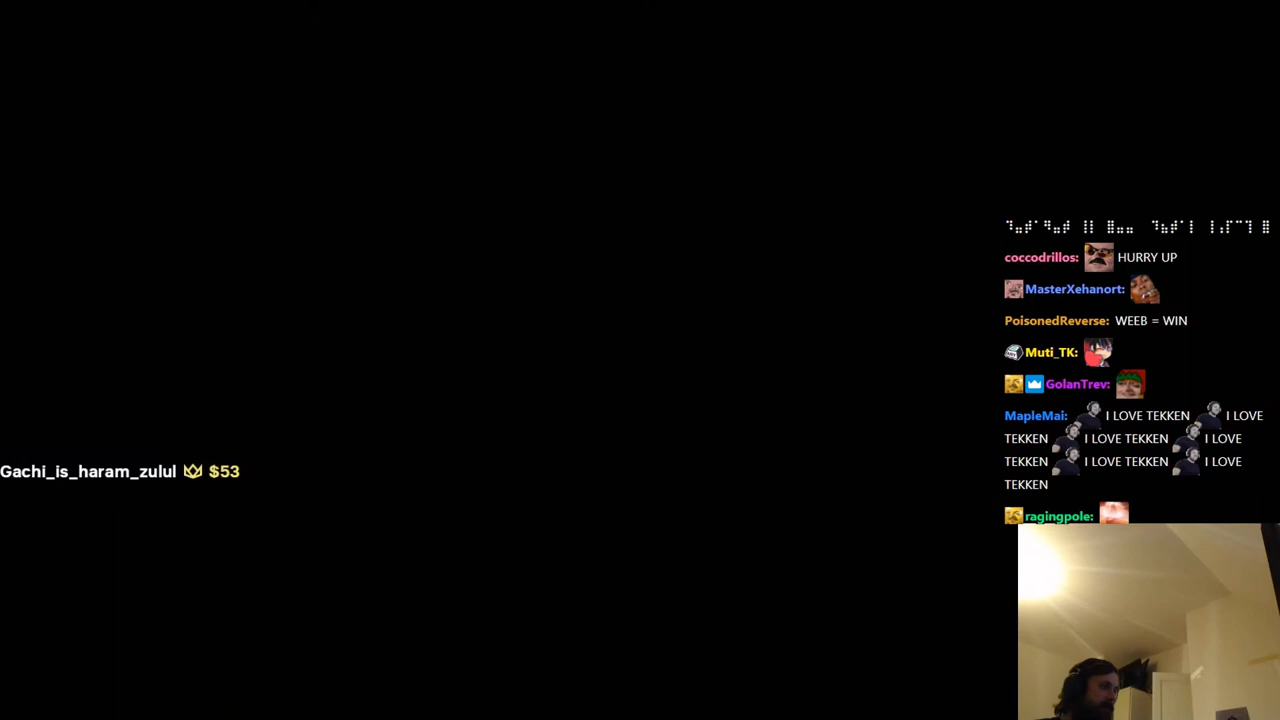 coccodrillos: HURRY UP
MasterXehanort:
PoisonedReverse: WEEB = WIN
Muti_TK:
GolanTrev:
MapleMai: I LOVE TEKKEN I LOVE
TEKKEN I LOVE TEKKEN I LOVE
TEKKEN I LOVE TEKKEN I LOVE
TEKKEN
Gachi_is_haram_zulul $53
ragingpole: